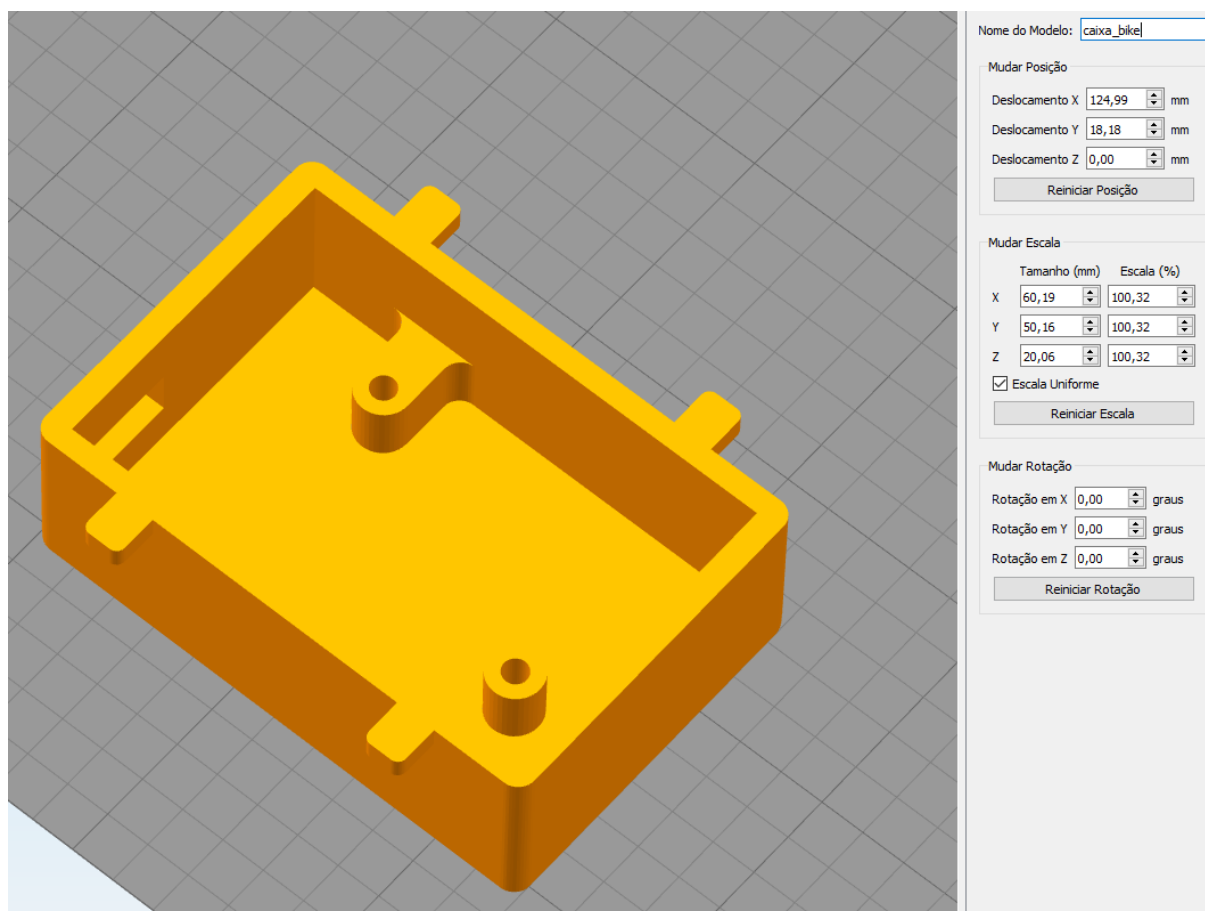 Nome do Modelo: caixa_bike
Mudar Posição
Deslocamento X 124,99 mm
Deslocamento Y 18,18 mm
Deslocamento Z 0,00 mm
Reiniciar Posição
Mudar Escala
Tamanho (mm) Escala (%)
X 60,19 100,32
Y 50,16 100,32
Z 20,06 100,32
Escala Uniforme
Reiniciar Escala
Mudar Rotação
Rotação em X 0,00 graus
Rotação em Y 0,00 graus
Rotação em Z 0,00 graus
Reiniciar Rotação